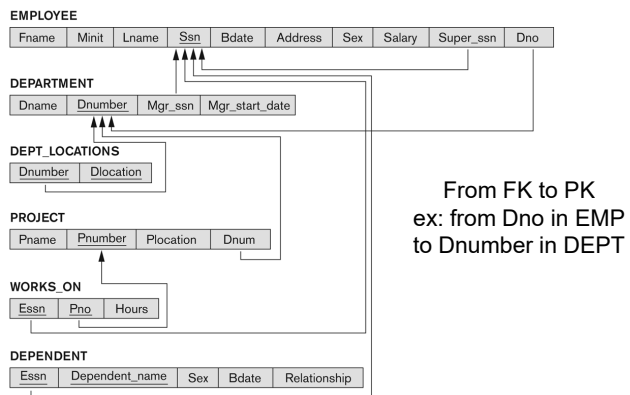 EMPLOYEE
Fname Minit Lname Ssn Bdate Address Sex Salary Super_ssn Dno
DEPARTMENT
Dname Dnumber Mgr_ssn Mgr_start_date
DEPT_LOCATIONS
Dnumber Dlocation
From FK to PK
ex: from Dno in EMP
to Dnumber in DEPT
PROJECT
Pname Pnumber Plocation Dnum
WORKS_ON
Essn Pno Hours
DEPENDENT
Essn Dependent_name Sex Bdate Relationship